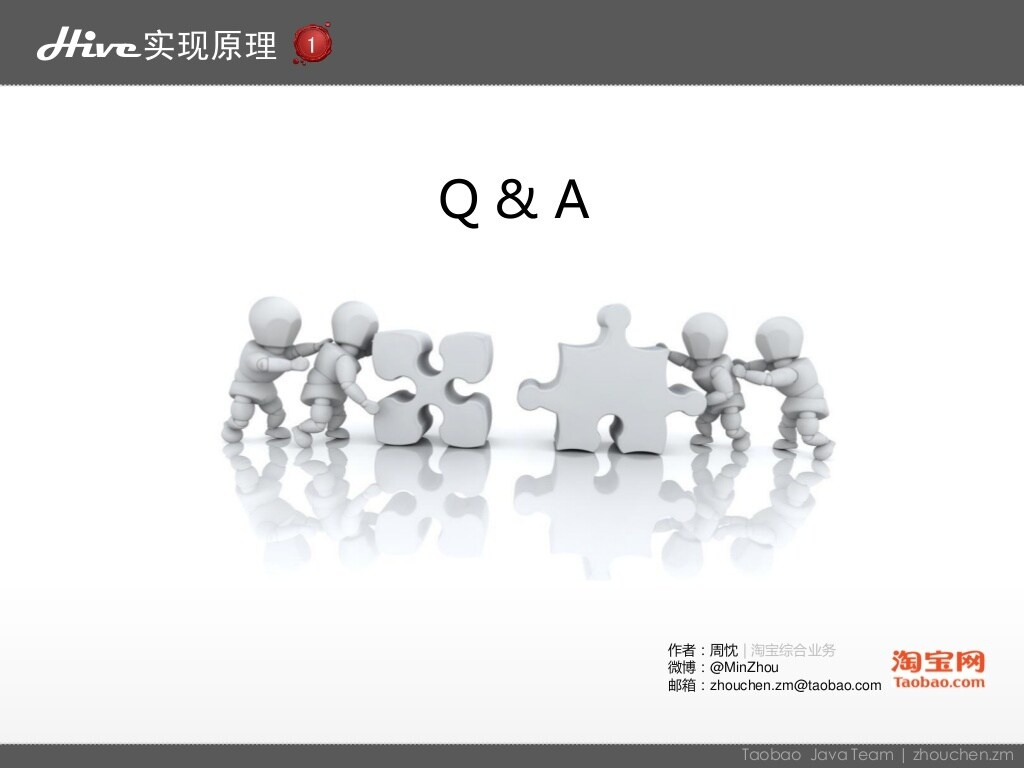 Hive实现原理 1
Q & A
作者：周忱 | 淘宝综合业务
微博：@MinZhou
邮箱：zhouchen.zm@taobao.com
淘宝网
Taobao.com
Taobao Java Team | zhouchen.zm